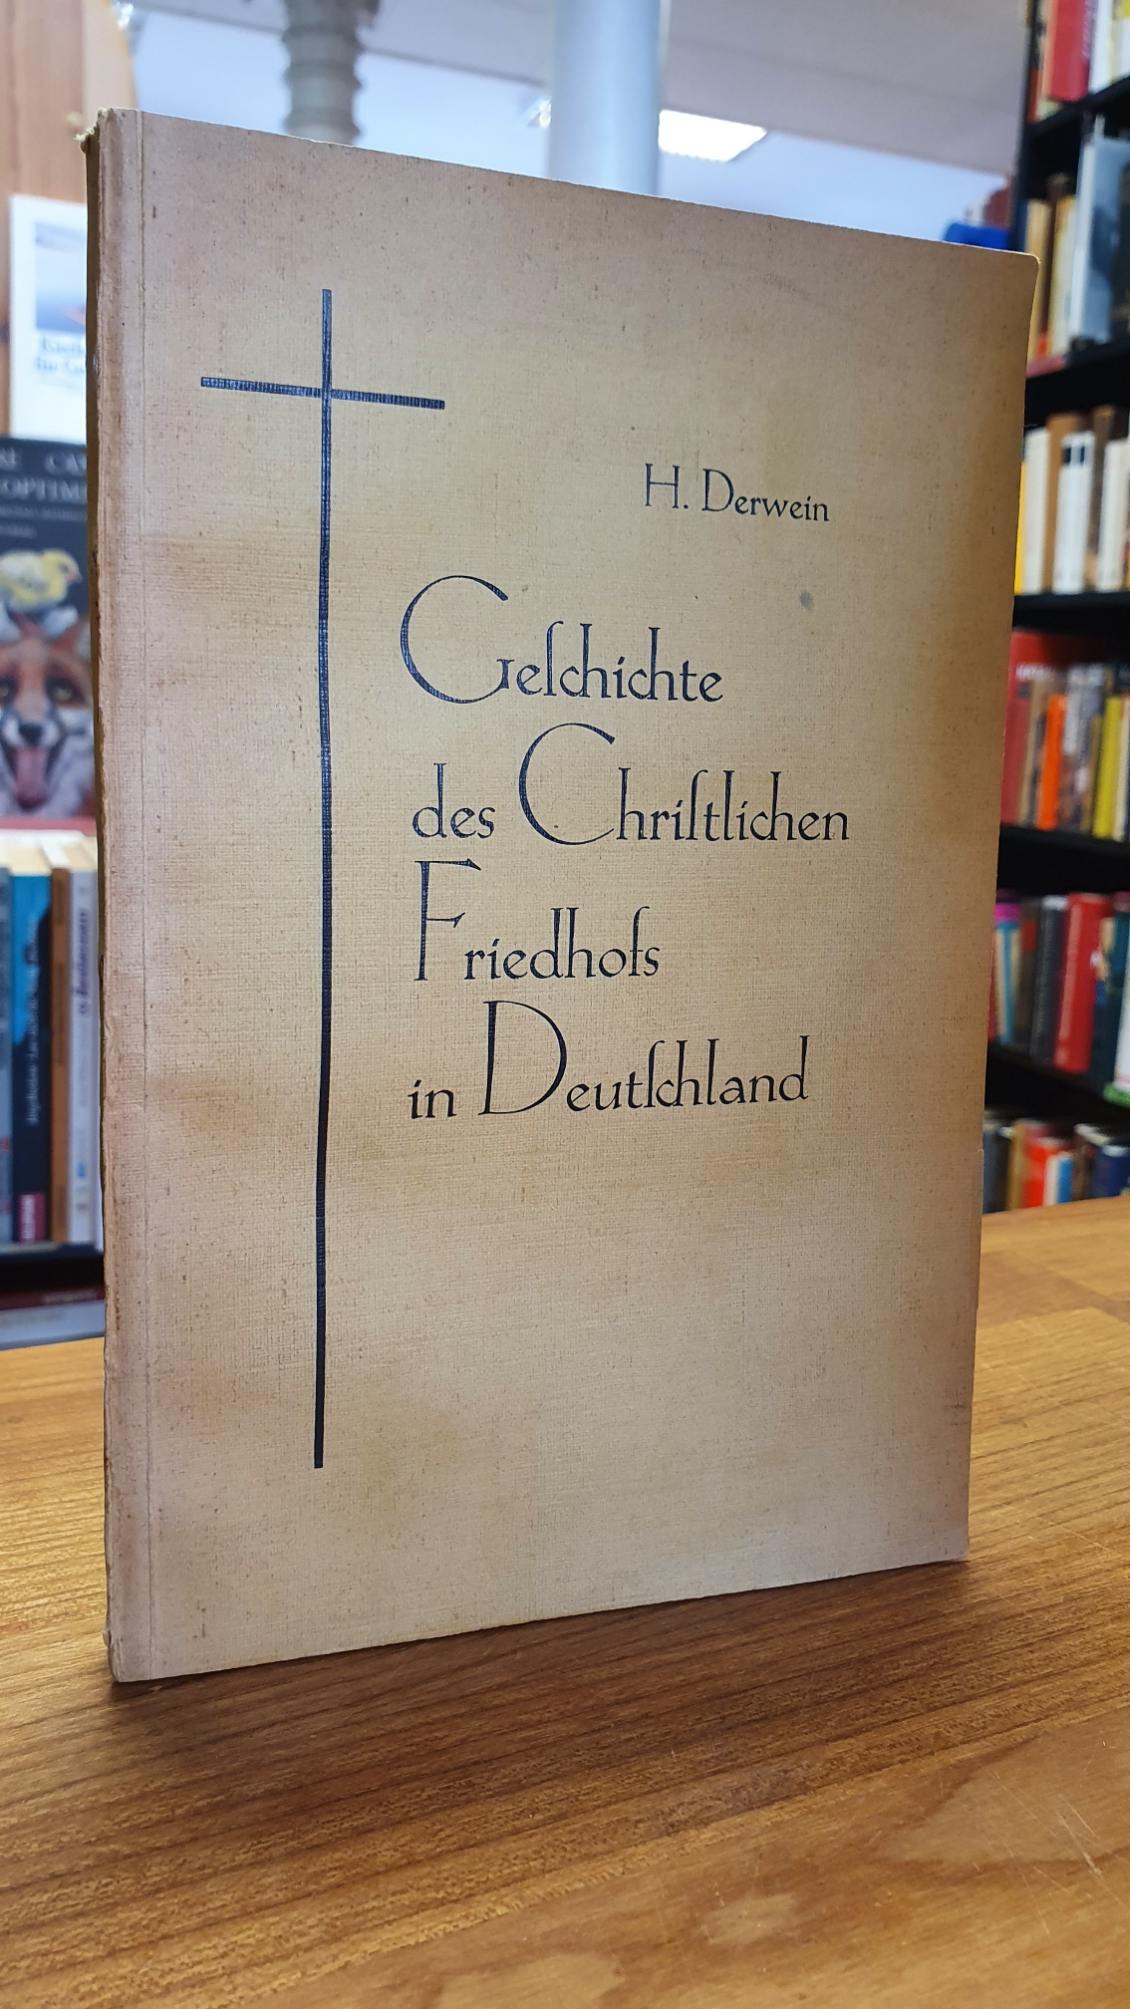 H. Derwein
Geſchichte
des Chriſtlichen
Friedhofs
in Deutſchland